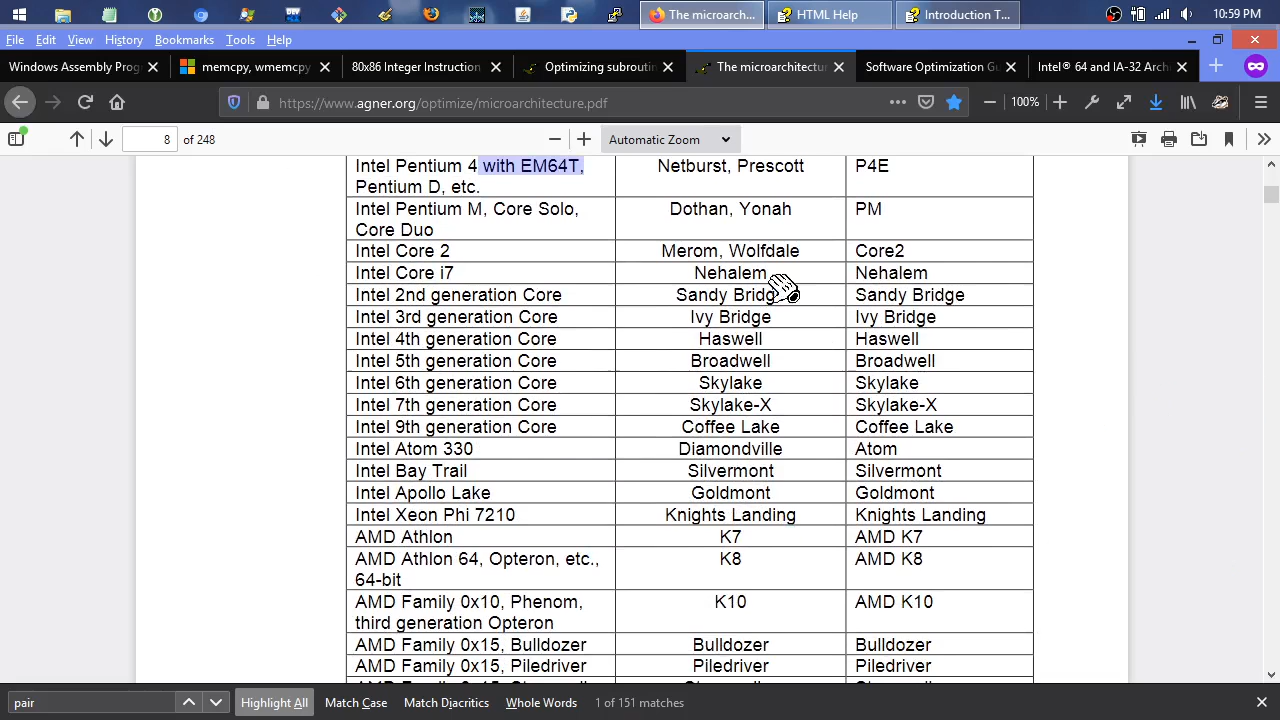 The microarch...
HTML Help
Introduction T...
10:59 PM
File Edit View History Bookmarks Tools Help
Windows Assembly Prog
memcpy, wmemcpy
80x86 Integer Instruction
Optimizing subroutin
The microarchitectur
Software Optimization Gu
Intel® 64 and IA-32 Arch
https://www.agner.org/optimize/microarchitecture.pdf
100%
8 of 248
Automatic Zoom
Intel Pentium 4 with EM64T, Netburst, Prescott P4E
Pentium D, etc.
Intel Pentium M, Core Solo, Dothan, Yonah PM
Core Duo
Intel Core 2 Merom, Wolfdale Core2
Intel Core i7 Nehalem Nehalem
Intel 2nd generation Core Sandy Bridge Sandy Bridge
Intel 3rd generation Core Ivy Bridge Ivy Bridge
Intel 4th generation Core Haswell Haswell
Intel 5th generation Core Broadwell Broadwell
Intel 6th generation Core Skylake Skylake
Intel 7th generation Core Skylake-X Skylake-X
Intel 9th generation Core Coffee Lake Coffee Lake
Intel Atom 330 Diamondville Atom
Intel Bay Trail Silvermont Silvermont
Intel Apollo Lake Goldmont Goldmont
Intel Xeon Phi 7210 Knights Landing Knights Landing
AMD Athlon K7 AMD K7
AMD Athlon 64, Opteron, etc., K8 AMD K8
64-bit
AMD Family 0x10, Phenom, K10 AMD K10
third generation Opteron
AMD Family 0x15, Bulldozer Bulldozer Bulldozer
AMD Family 0x15, Piledriver Piledriver Piledriver
pair
Highlight All Match Case Match Diacritics Whole Words 1 of 151 matches